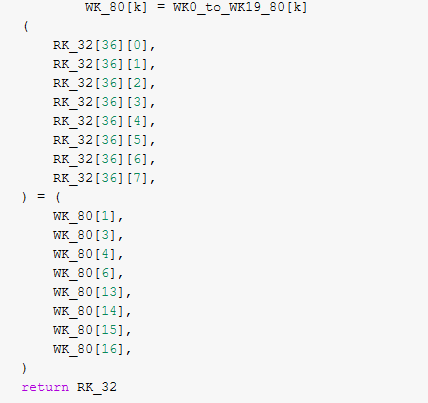 WK_80[k] = WK0_to_WK19_80[k]
(
RK_32[36][0],
RK_32[36][1],
RK_32[36][2],
RK_32[36][3],
RK_32[36][4],
RK_32[36][5],
RK_32[36][6],
RK_32[36][7],
) = (
WK_80[1],
WK_80[3],
WK_80[4],
WK_80[6],
WK_80[13],
WK_80[14],
WK_80[15],
WK_80[16],
)
return RK_32